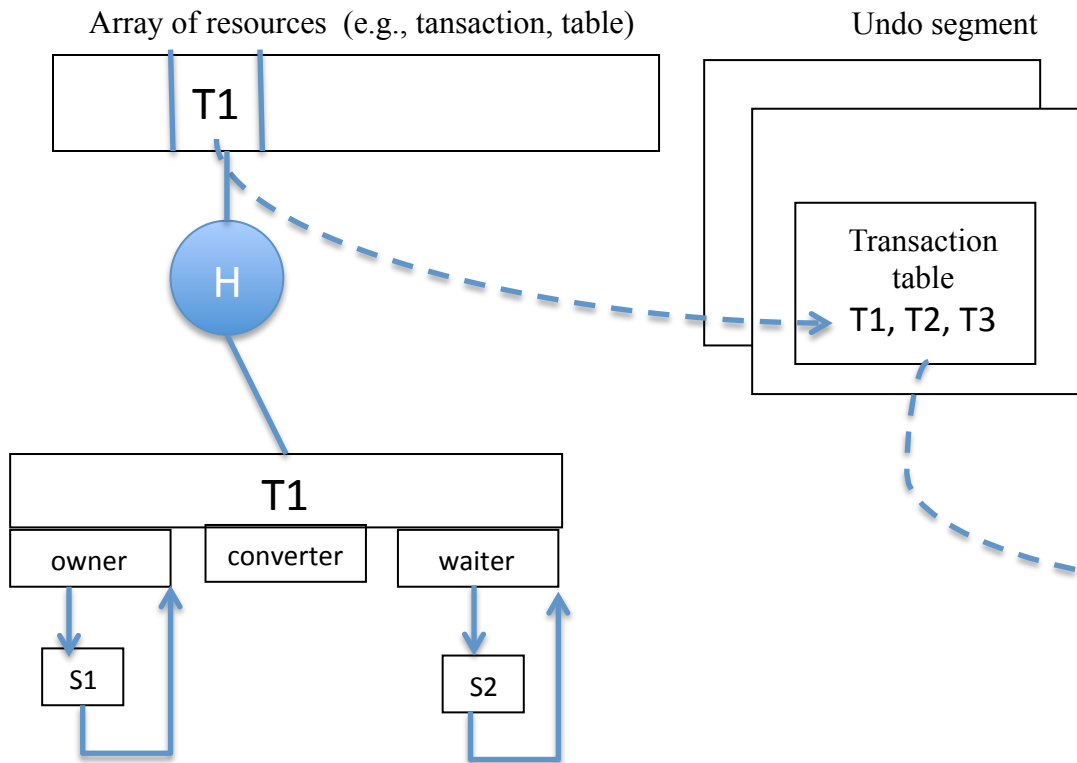 Array of resources (e.g., tansaction, table)
Undo segment
T1
H
Transaction
table
T1, T2, T3
T1
owner
converter
waiter
S1
S2